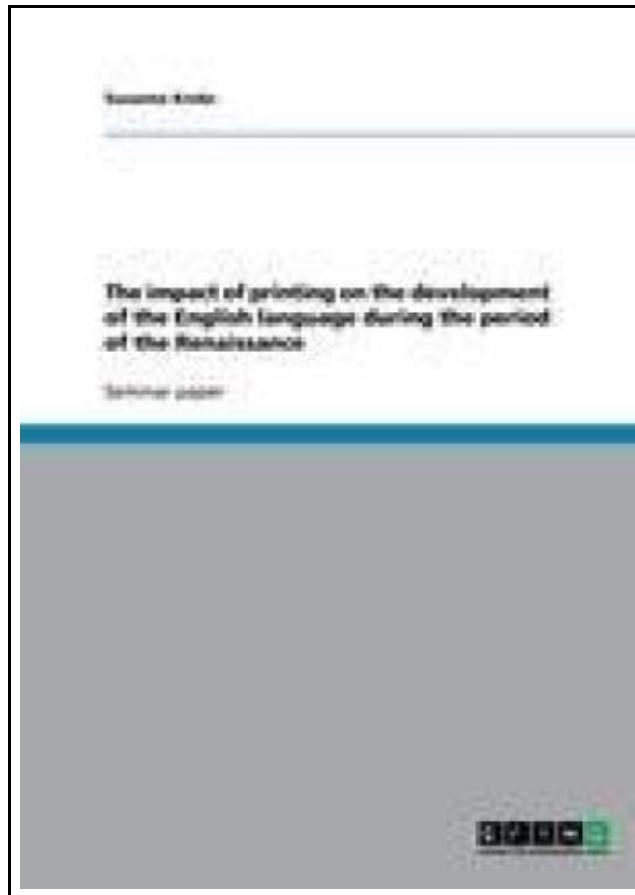 The impact of printing on the development
of the English language during the period
of the Renaissance
Seminar paper